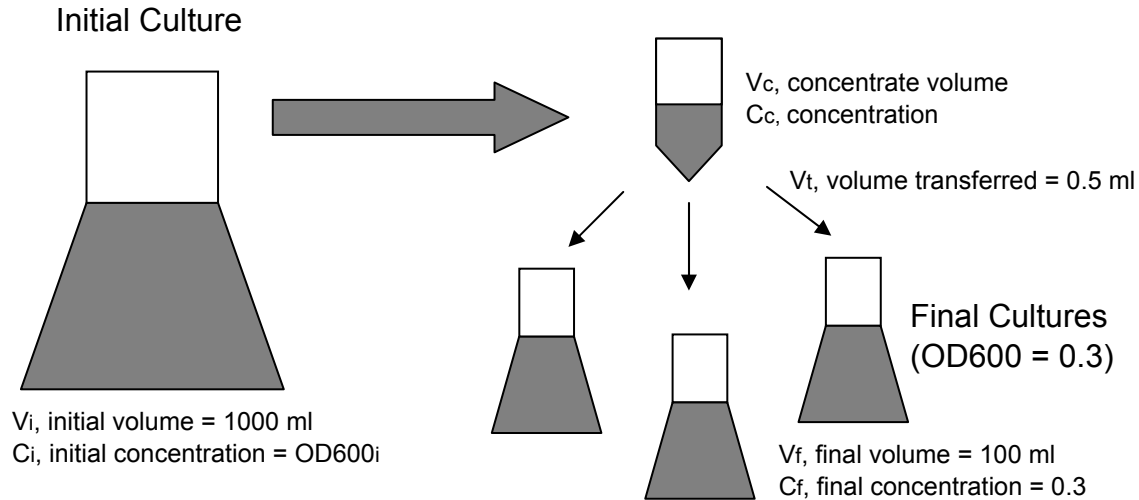 Initial Culture
Vc, concentrate volume
Cc, concentration
Vt, volume transferred = 0.5 ml
Final Cultures
(OD600 = 0.3)
Vi, initial volume = 1000 ml
Ci, initial concentration = OD600i
Vf, final volume = 100 ml
Cf, final concentration = 0.3